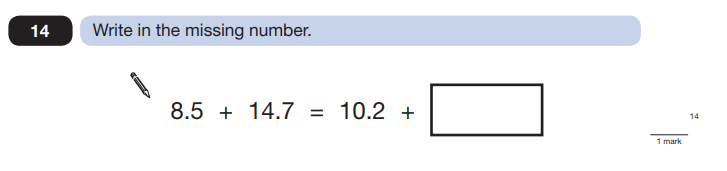 14 Write in the missing number.
8.5 + 14.7 = 10.2 +
14
1 mark